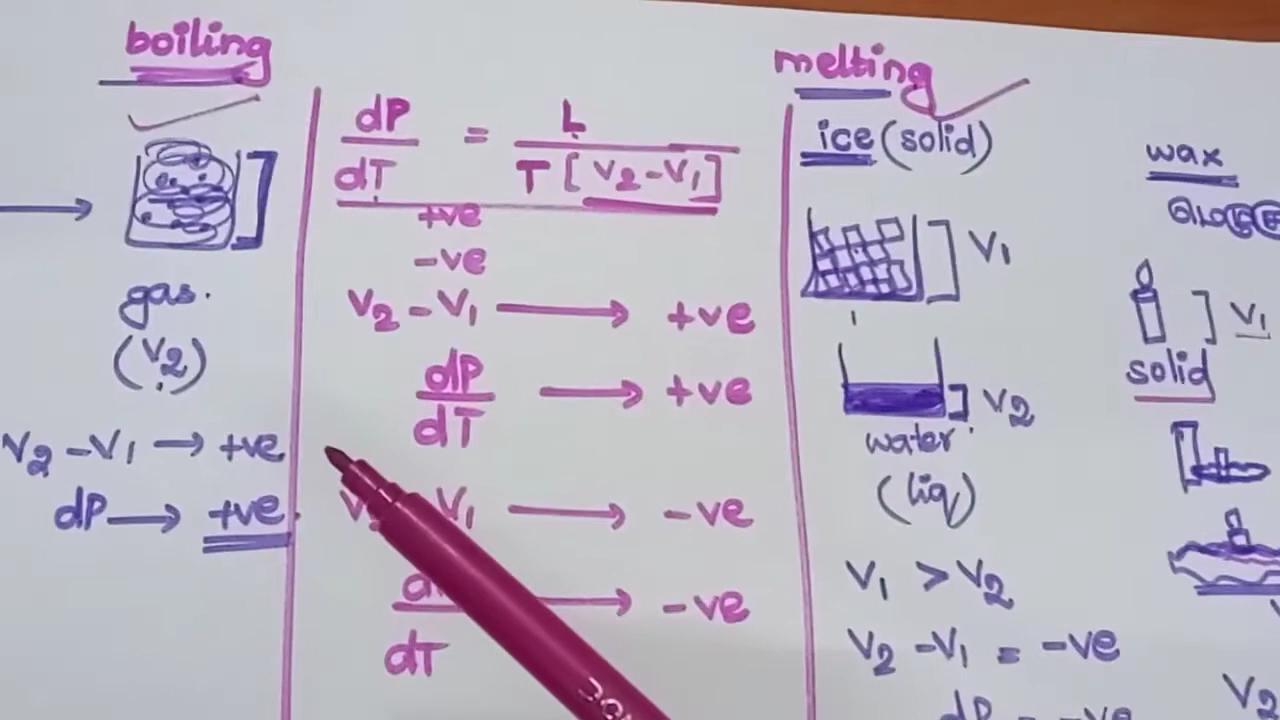 boiling
gas.
(V₂)
V₂ - V₁ → +ve
dP → +ve
dP/dT = L / T [V₂ - V₁]
+ve
-ve
V₂ - V₁ → +ve
dP/dT → +ve
V₁ → -ve
dT → -ve
melting
ice (solid)
V₁
V₂
water
(liq)
V₁ > V₂
V₂ - V₁ = -ve
dP = -ve
wax
V₁
solid
V₂